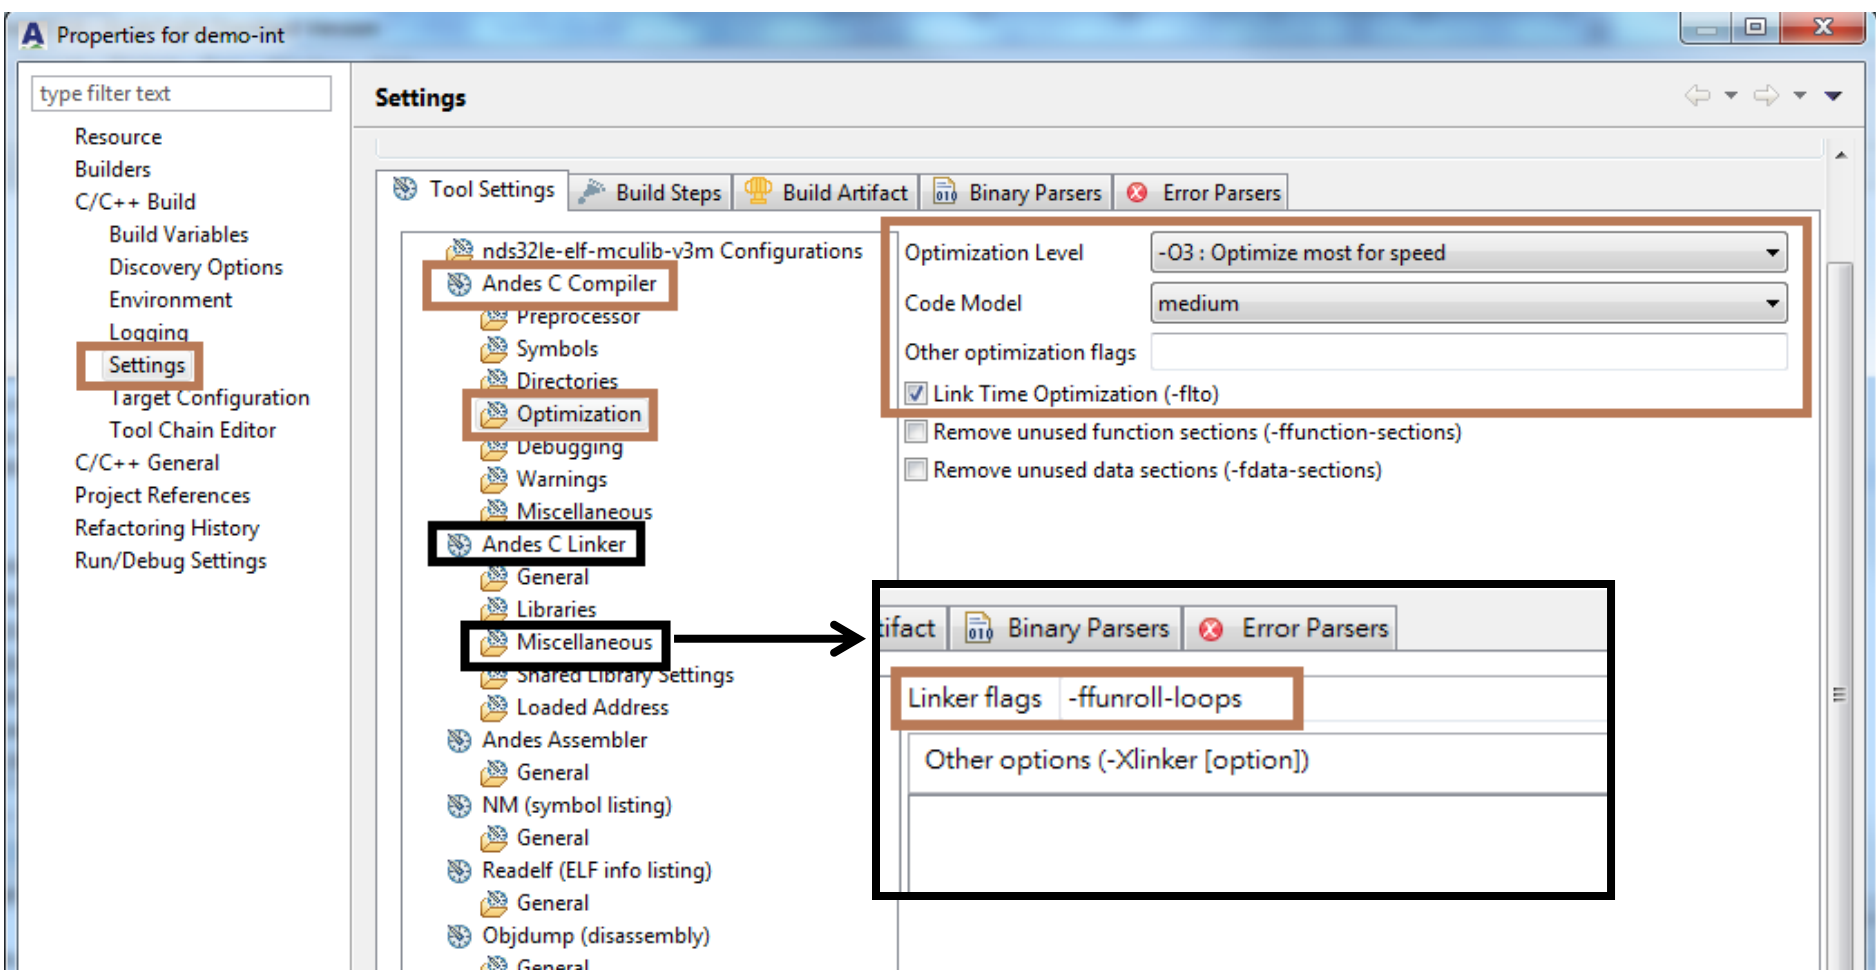 Properties for demo-int
type filter text
Resource
Builders
C/C++ Build
Build Variables
Discovery Options
Environment
Logging
Settings
Target Configuration
Tool Chain Editor
C/C++ General
Project References
Refactoring History
Run/Debug Settings
Settings
Tool Settings
Build Steps
Build Artifact
Binary Parsers
Error Parsers
nds32le-elf-mculib-v3m Configurations
Andes C Compiler
Preprocessor
Symbols
Directories
Optimization
Debugging
Warnings
Miscellaneous
Andes C Linker
General
Libraries
Miscellaneous
Shared Library Settings
Loaded Address
Andes Assembler
General
NM (symbol listing)
General
Readelf (ELF info listing)
General
Objdump (disassembly)
General
Optimization Level -O3 : Optimize most for speed
Code Model medium
Other optimization flags
Link Time Optimization (-flto)
Remove unused function sections (-ffunction-sections)
Remove unused data sections (-fdata-sections)
tifact
Binary Parsers
Error Parsers
Linker flags -ffunroll-loops
Other options (-Xlinker [option])